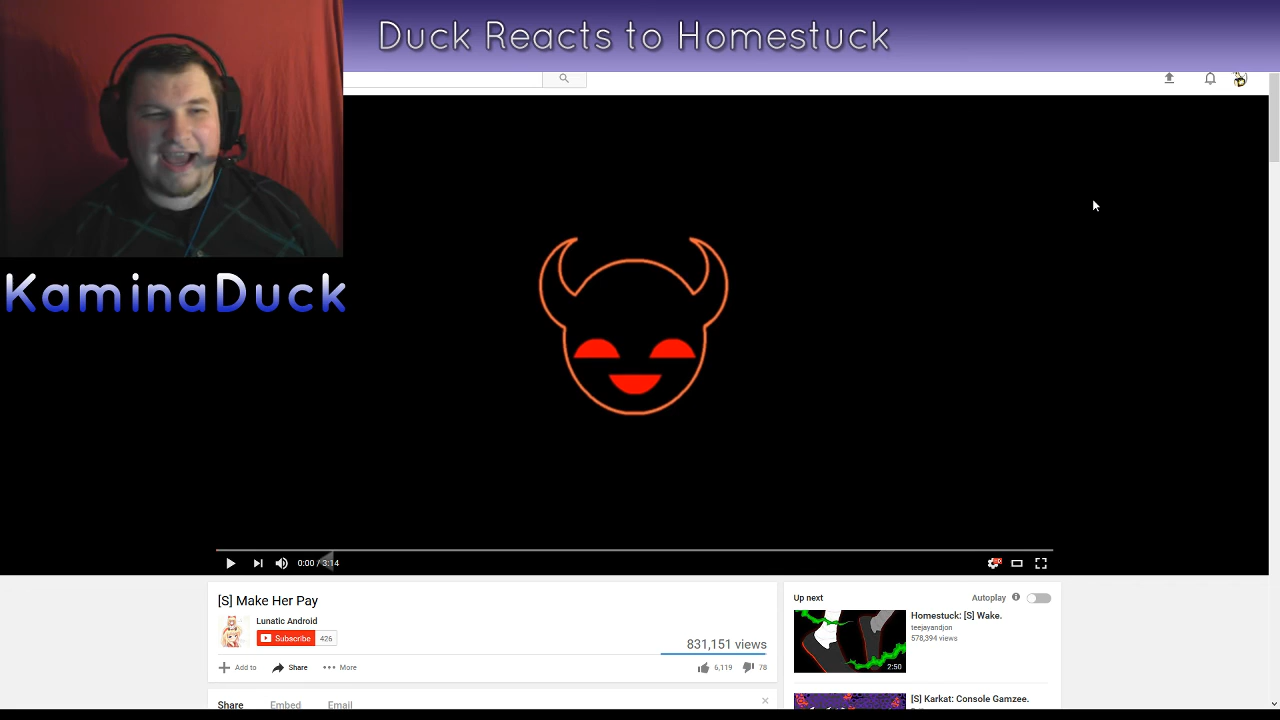 Duck Reacts to Homestuck
KaminaDuck
0:00 / 3:14
[S] Make Her Pay
Lunatic Android
Subscribe 426
831,151 views
Add to Share More
6,119 78
Share Embed Email
Up next Autoplay
Homestuck: [S] Wake.
teejayandjon
578,394 views
2:50
[S] Karkat: Console Gamzee.